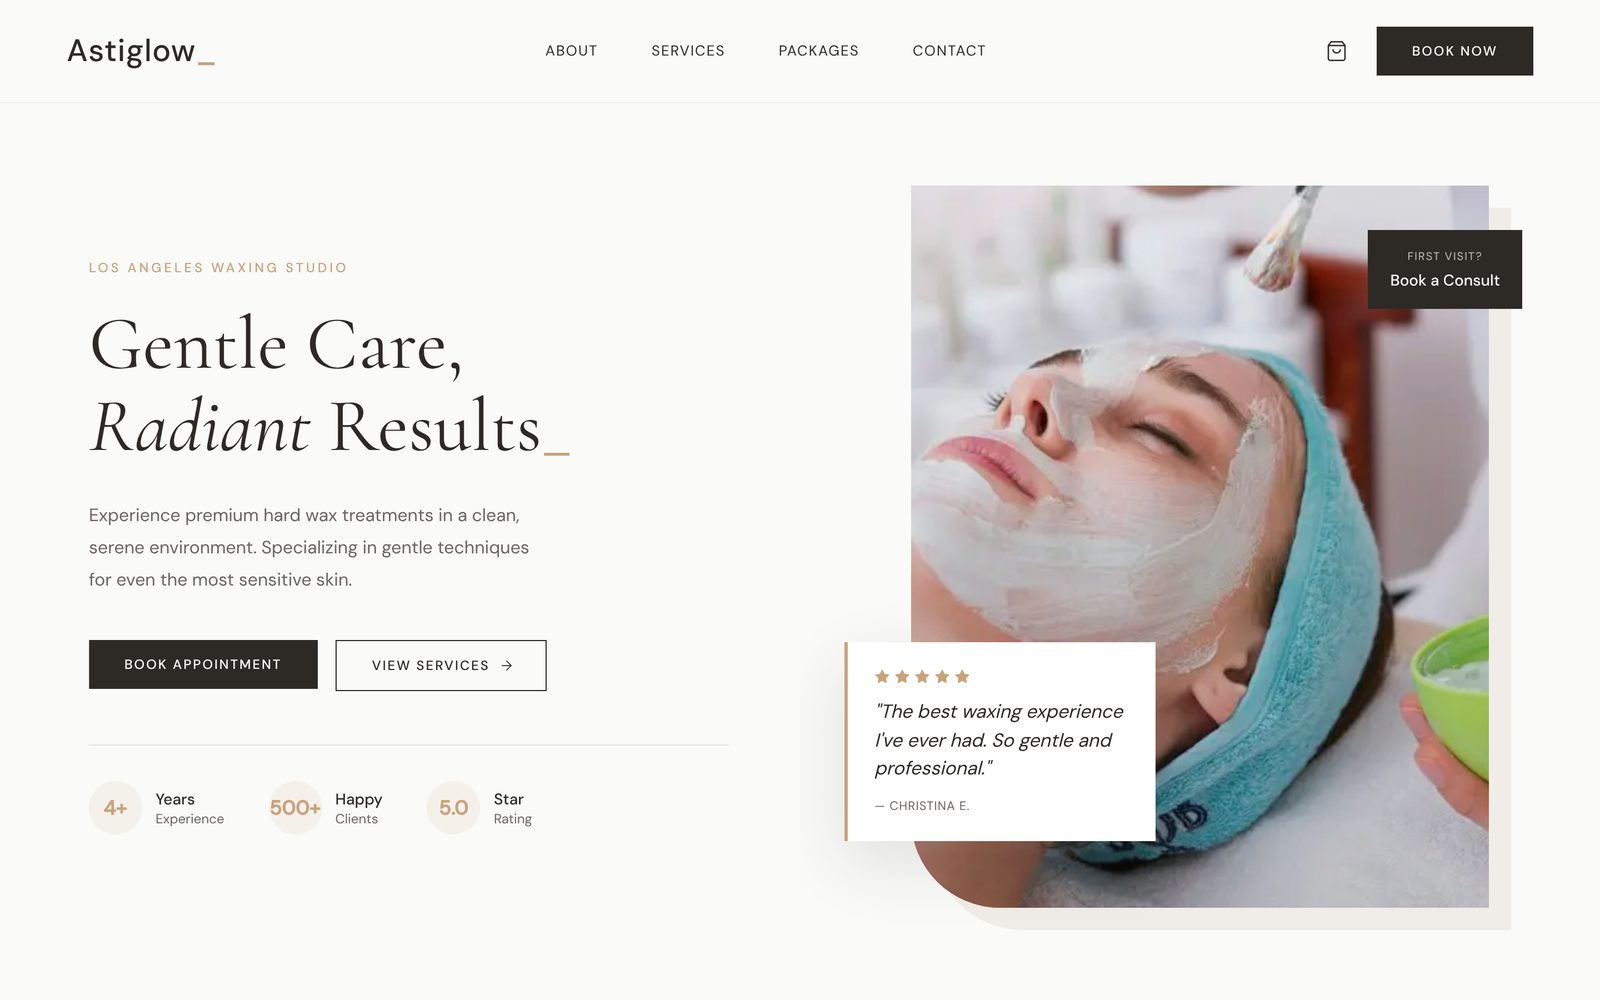 Astiglow_
ABOUT
SERVICES
PACKAGES
CONTACT
BOOK NOW
LOS ANGELES WAXING STUDIO
Gentle Care,
Radiant Results_
Experience premium hard wax treatments in a clean,
serene environment. Specializing in gentle techniques
for even the most sensitive skin.
BOOK APPOINTMENT
VIEW SERVICES →
4+
Years
Experience
500+
Happy
Clients
5.0
Star
Rating
FIRST VISIT?
Book a Consult
★★★★★
"The best waxing experience
I've ever had. So gentle and
professional."
— CHRISTINA E.